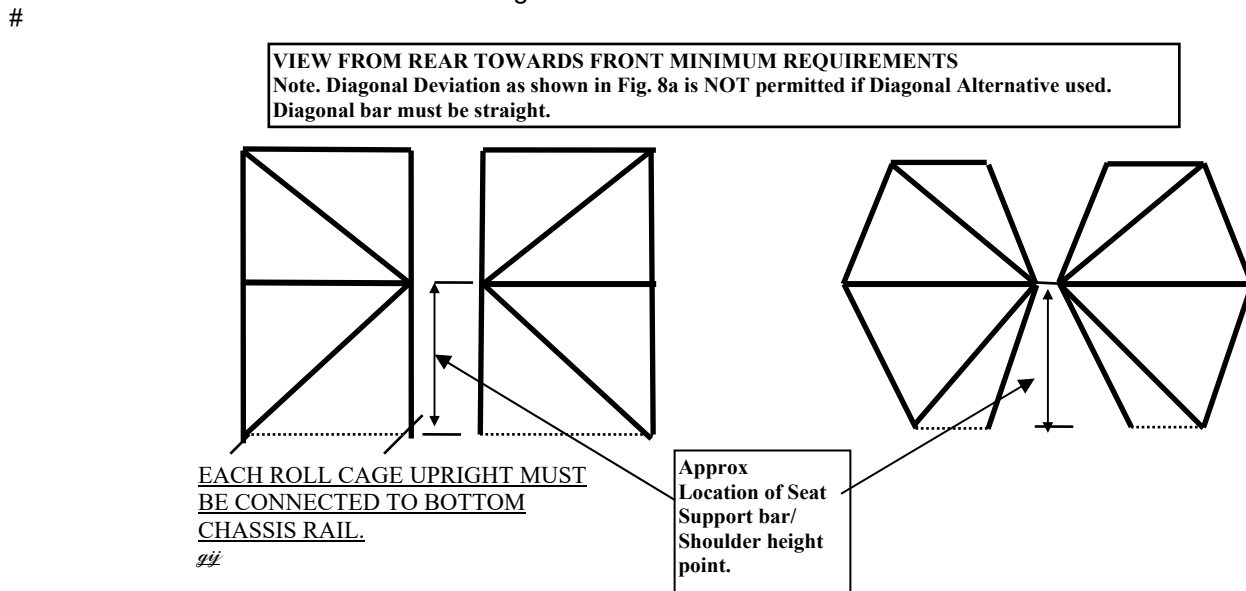 #
VIEW FROM REAR TOWARDS FRONT MINIMUM REQUIREMENTS
Note. Diagonal Deviation as shown in Fig. 8a is NOT permitted if Diagonal Alternative used.
Diagonal bar must be straight.
EACH ROLL CAGE UPRIGHT MUST
BE CONNECTED TO BOTTOM
CHASSIS RAIL.
Approx
Location of Seat
Support bar/
Shoulder height
point.